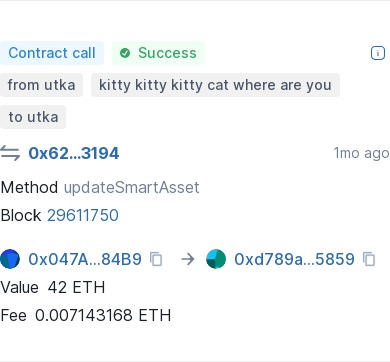 Contract call Success
from utka kitty kitty kitty cat where are you
to utka
0x62...3194 1mo ago
Method updateSmartAsset
Block 29611750
0x047A...84B9 → 0xd789a...5859
Value 42 ETH
Fee 0.007143168 ETH